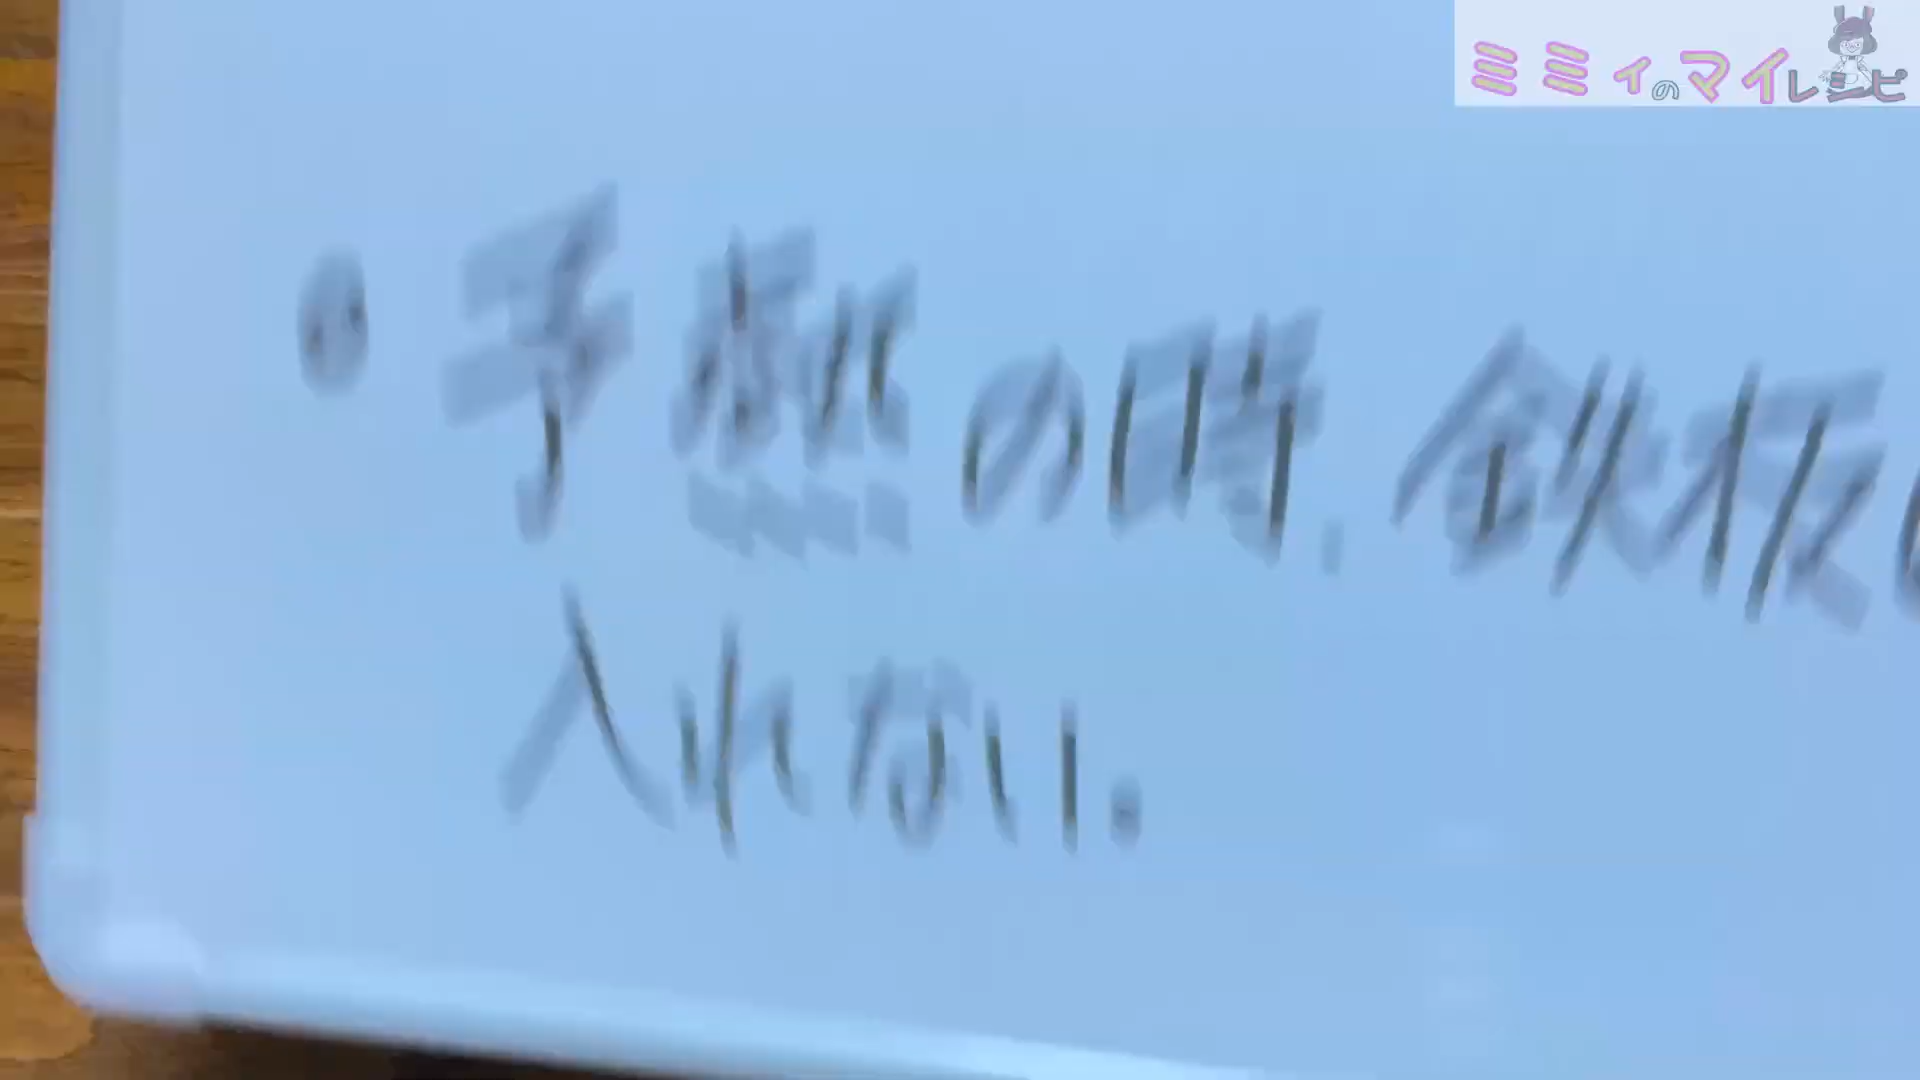 ミミィのマイレシピ
・予熱の時、鉄板
入れない。